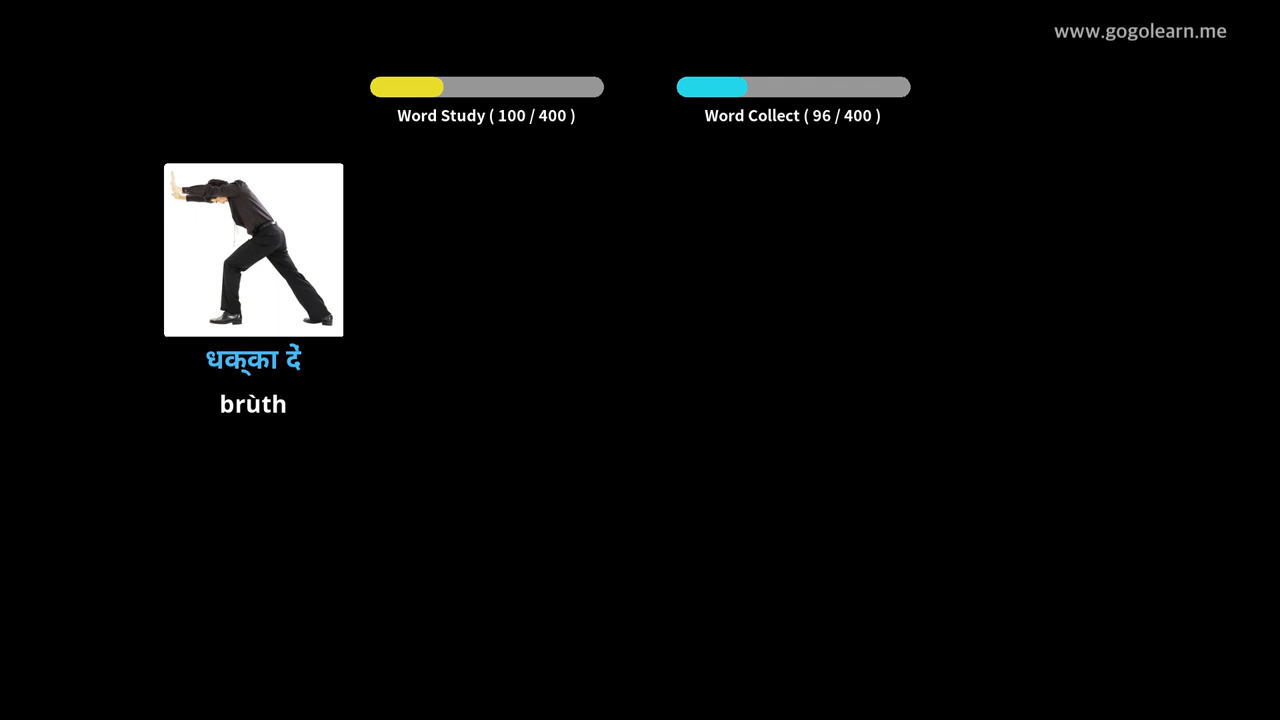 www.gogolearn.me
Word Study ( 100 / 400 )
Word Collect ( 96 / 400 )
धक्का दें
brùth